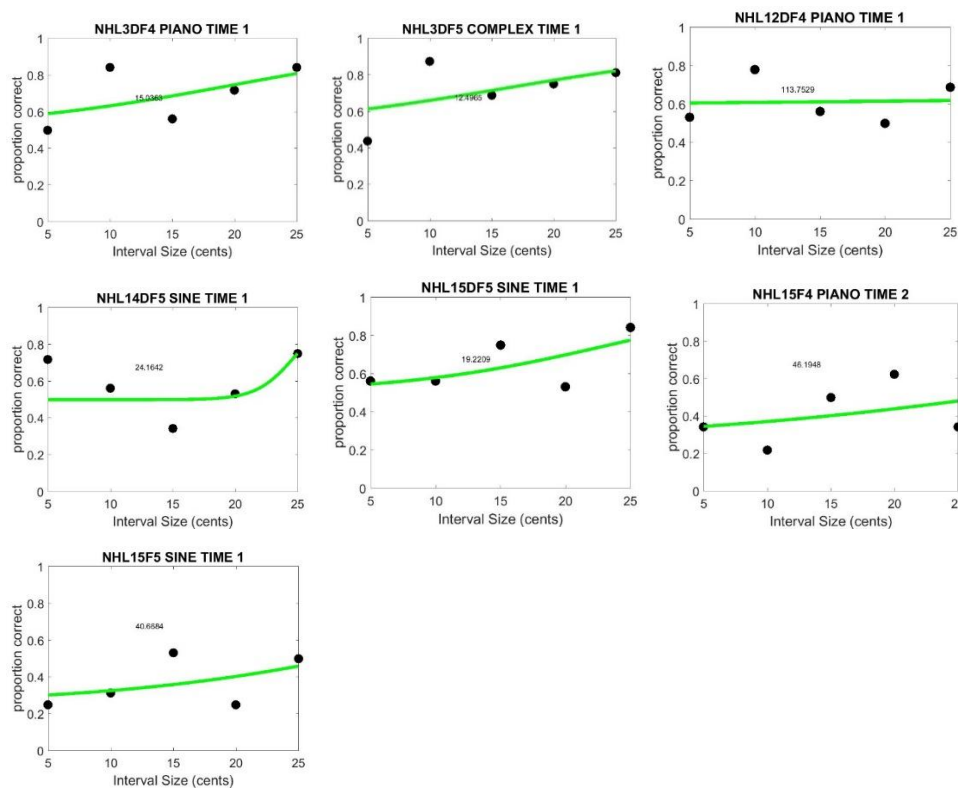 NHL3DF4 PIANO TIME 1
1
0.8
0.6
0.4
0.2
0
proportion correct
15.0363
5 10 15 20 25
Interval Size (cents)
NHL3DF5 COMPLEX TIME 1
1
0.8
0.6
0.4
0.2
0
proportion correct
12.4965
5 10 15 20 25
Interval Size (cents)
NHL12DF4 PIANO TIME 1
1
0.8
0.6
0.4
0.2
0
proportion correct
113.7529
5 10 15 20 25
Interval Size (cents)
NHL14DF5 SINE TIME 1
1
0.8
0.6
0.4
0.2
0
proportion correct
24.1642
5 10 15 20 25
Interval Size (cents)
NHL15DF5 SINE TIME 1
1
0.8
0.6
0.4
0.2
0
proportion correct
19.2209
5 10 15 20 25
Interval Size (cents)
NHL15F4 PIANO TIME 2
1
0.8
0.6
0.4
0.2
0
proportion correct
46.1948
5 10 15 20
Interval Size (cents)
NHL15F5 SINE TIME 1
1
0.8
0.6
0.4
0.2
0
proportion correct
40.6684
5 10 15 20 25
Interval Size (cents)